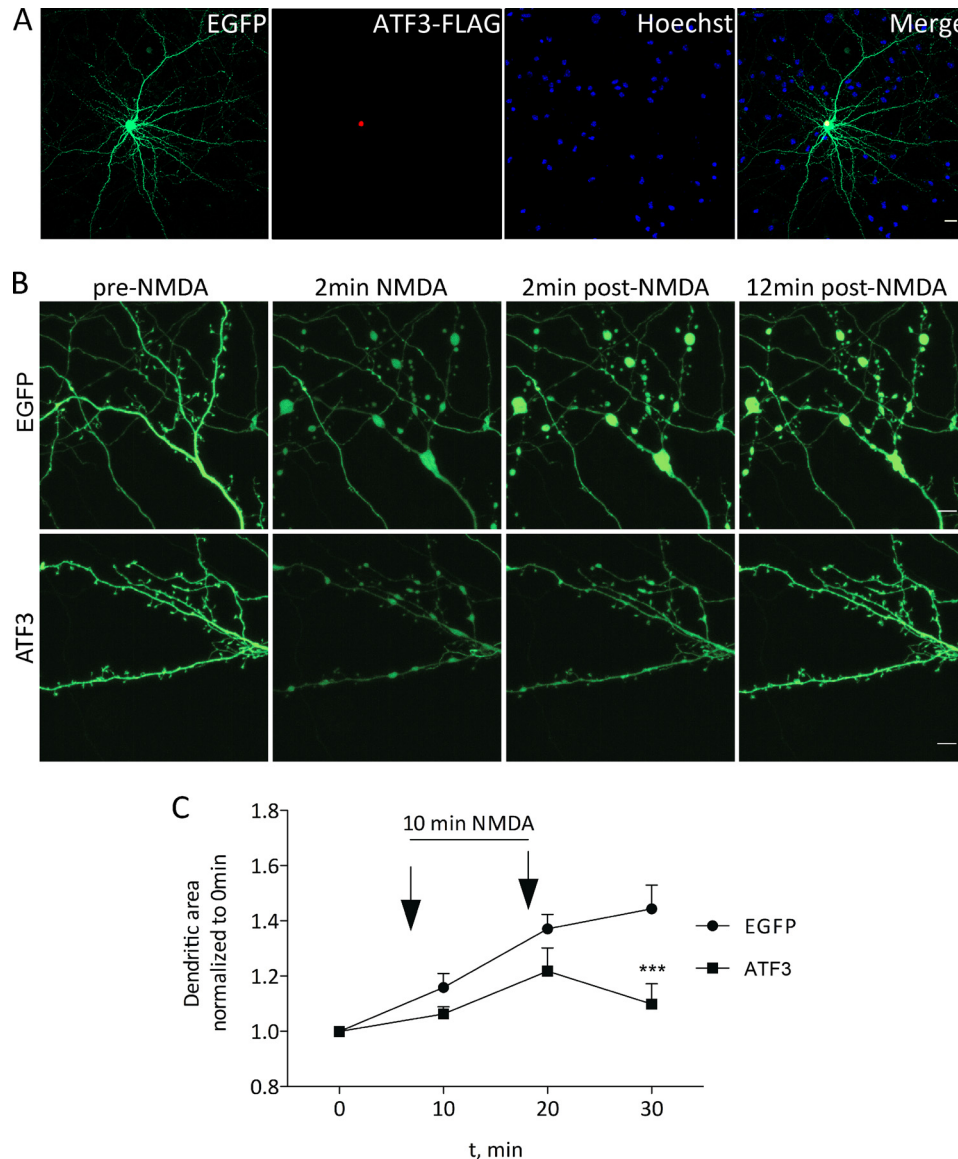 A
EGFP
ATF3-FLAG
Hoechst
Merge
B
pre-NMDA
2min NMDA
2min post-NMDA
12min post-NMDA
EGFP
ATF3
C
1.8
1.6
1.4
1.2
1.0
0.8
Dendritic area
normalized to 0min
10 min NMDA
***
EGFP
ATF3
0
10
20
30
t, min